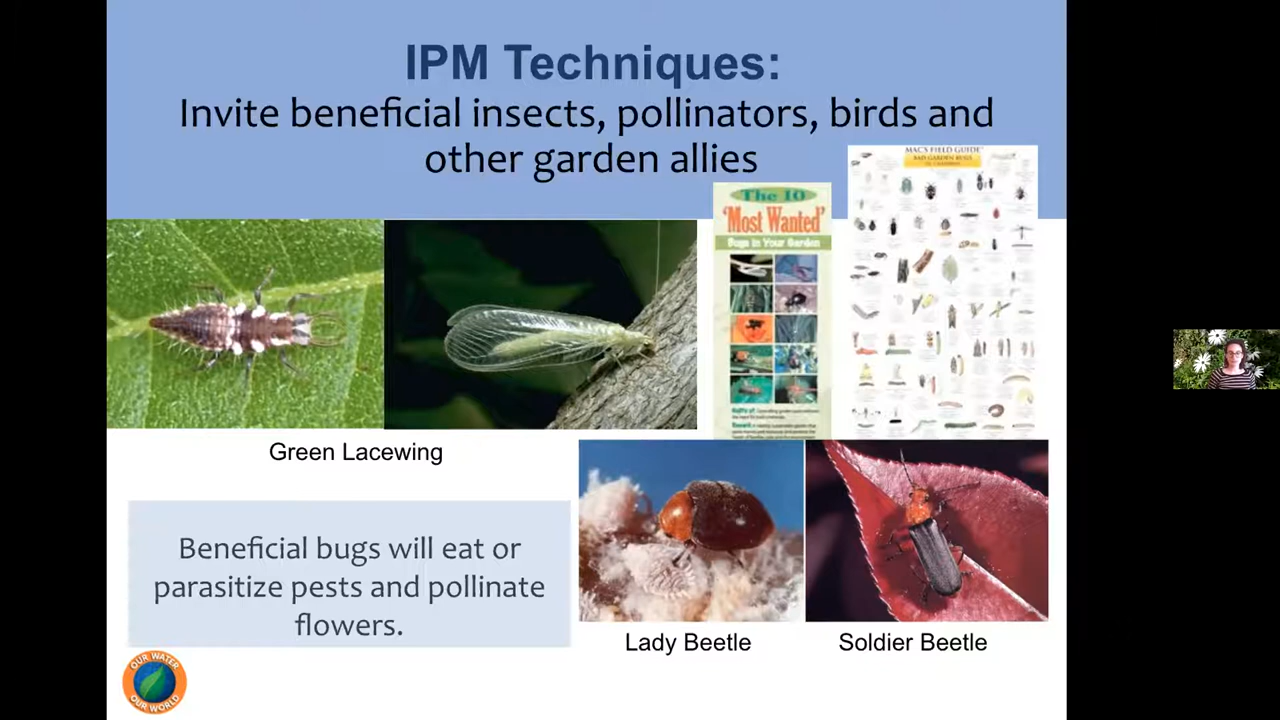 IPM Techniques:
Invite beneficial insects, pollinators, birds and
other garden allies
MAC'S FIELD GUIDE
BAD GARDEN BUGS
The 10
'Most Wanted'
Bugs in Your Garden
Green Lacewing
Beneficial bugs will eat or
parasitize pests and pollinate
flowers.
Lady Beetle
Soldier Beetle
OUR WATER
OUR WORLD